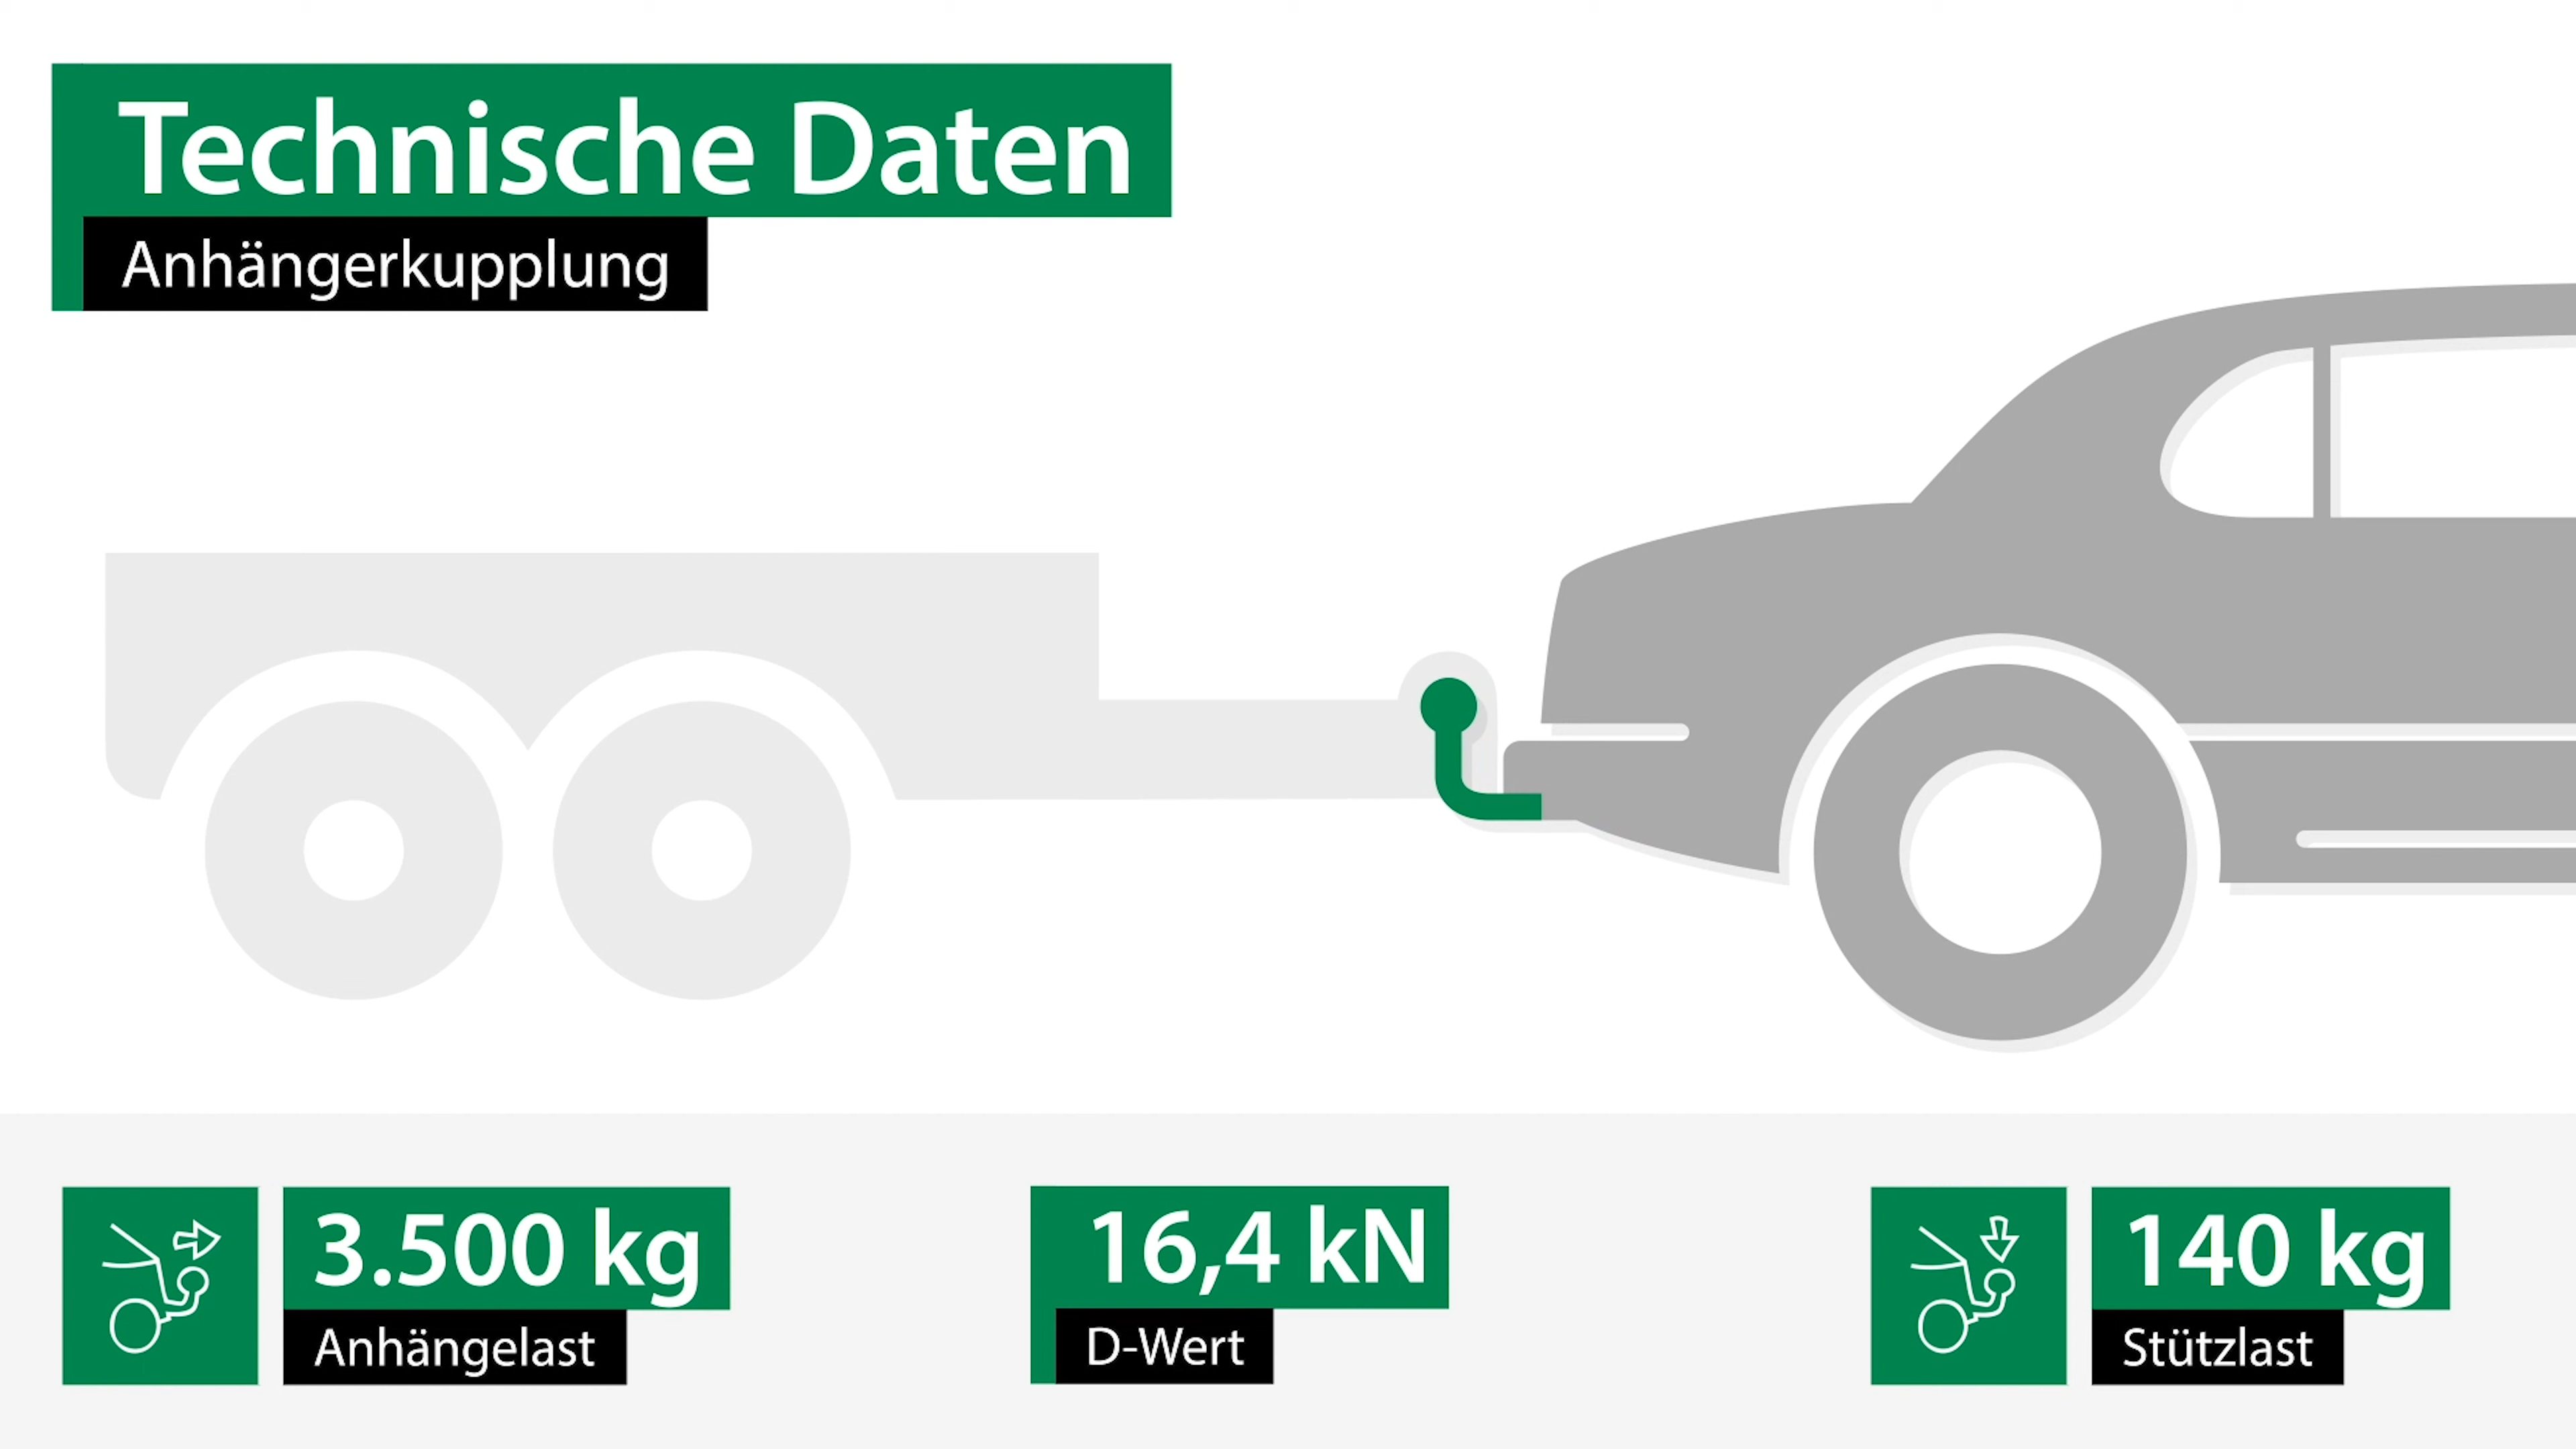 Technische Daten
Anhängerkupplung
3.500 kg
Anhängelast
16,4 kN
D-Wert
140 kg
Stützlast